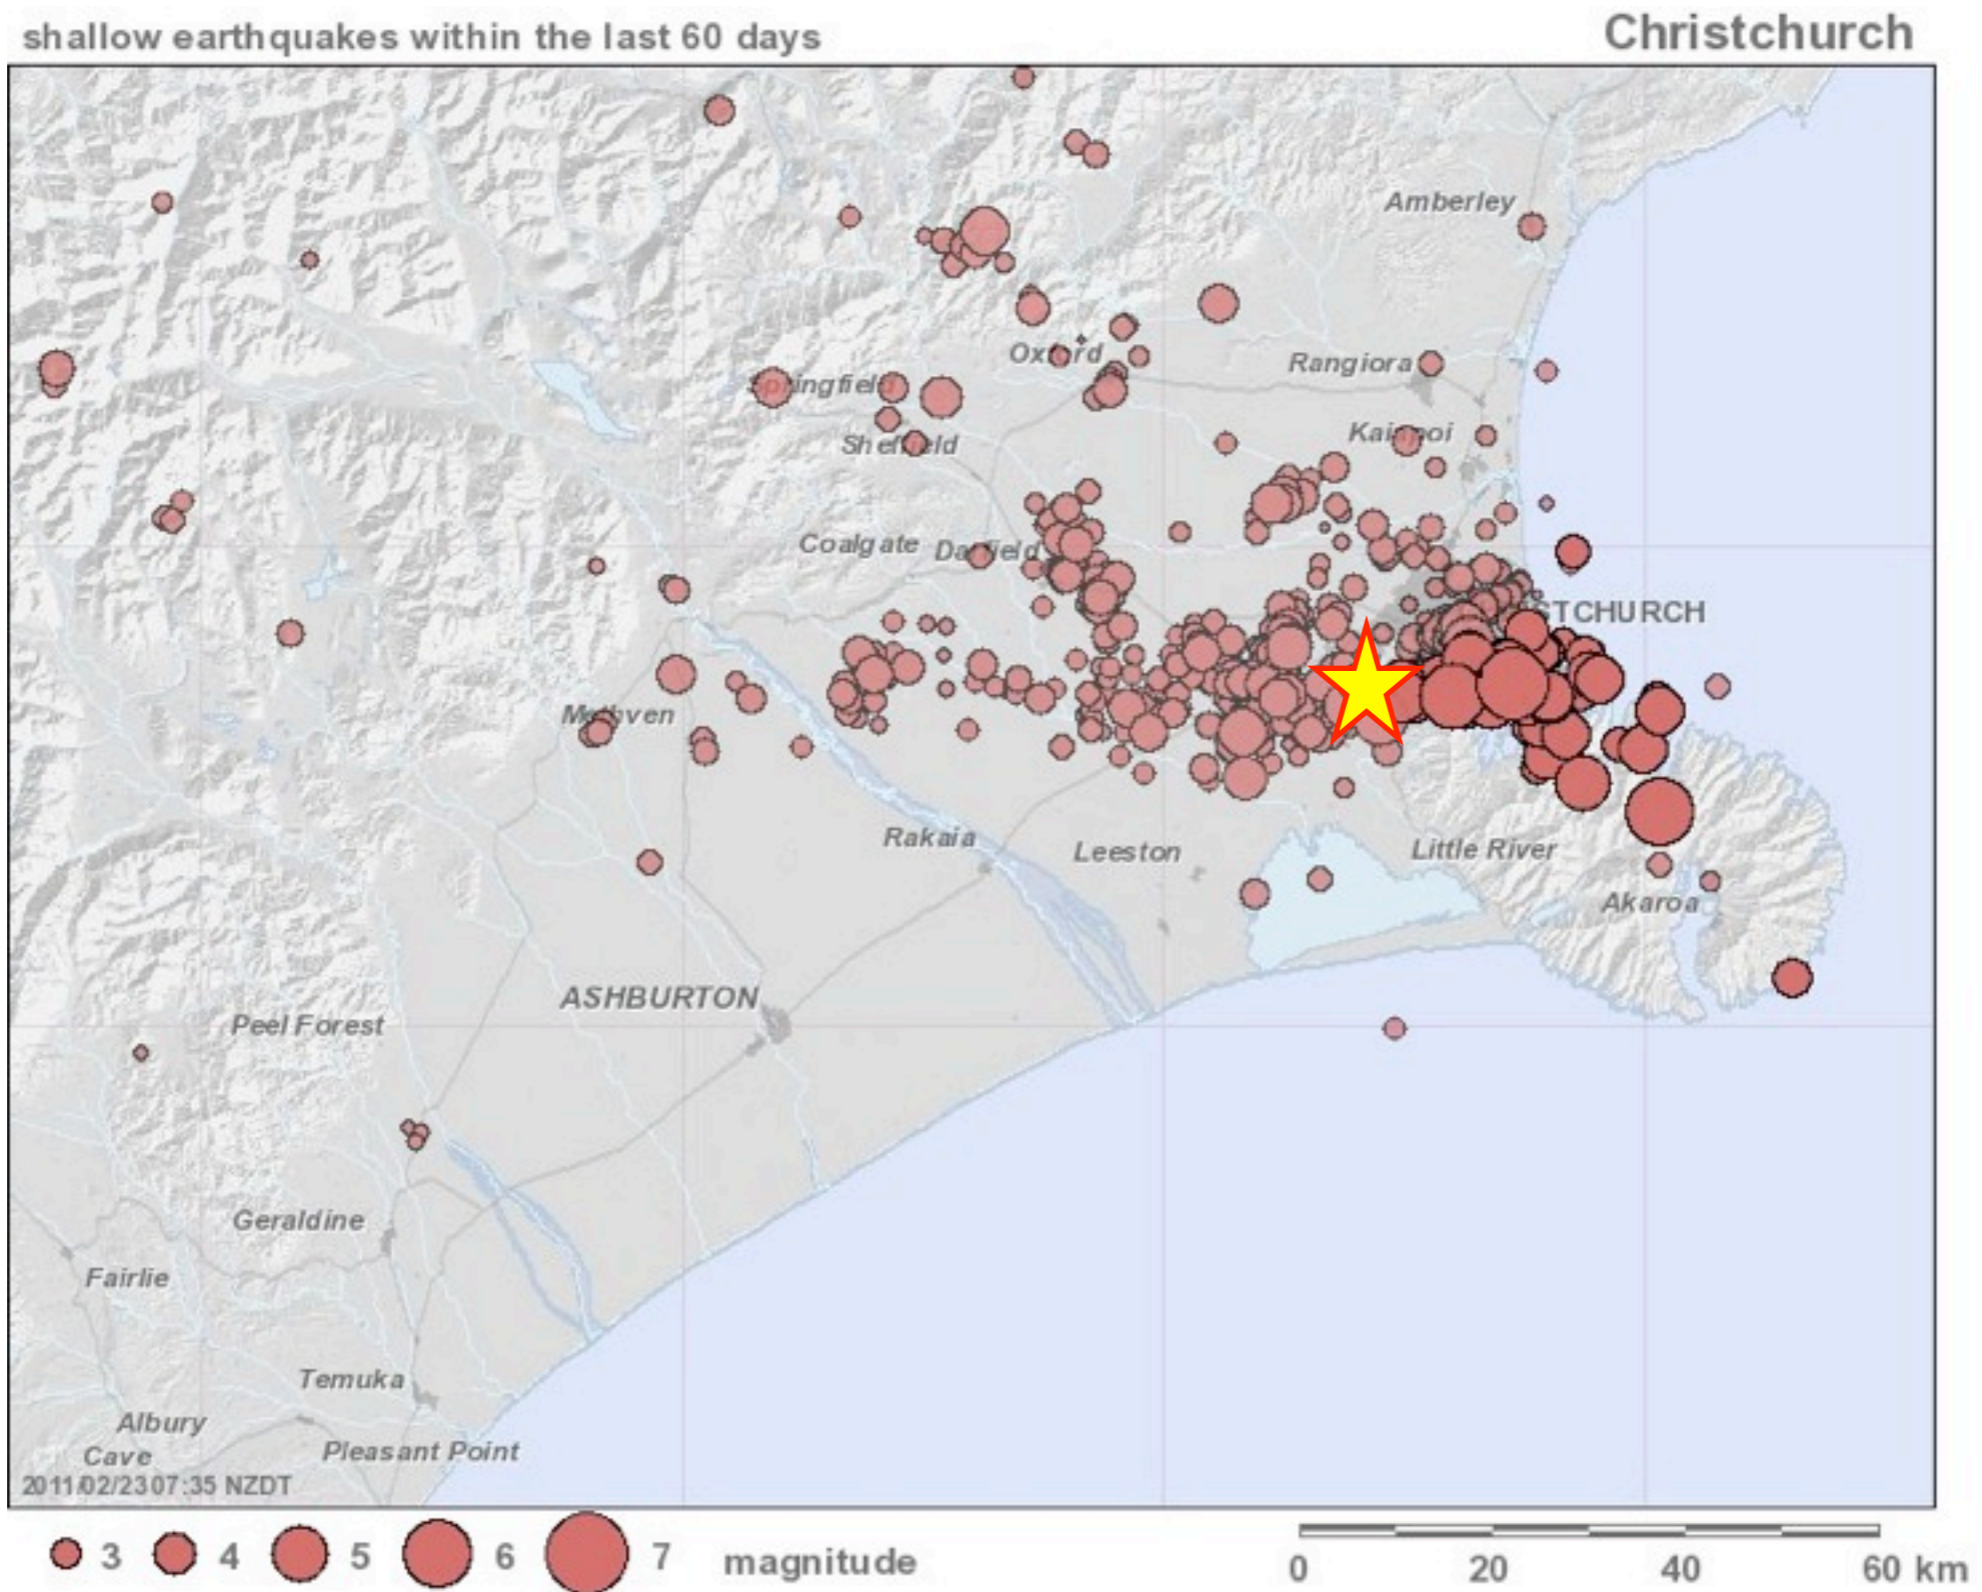 shallow earthquakes within the last 60 days
Christchurch
Amberley
Oxford
Rangiora
Springfield
Kaiapoi
Sheffield
Coalgate
Darfield
STCHURCH
Methven
Rakaia
Leeston
Little River
Akaroa
ASHBURTON
Peel Forest
Geraldine
Fairlie
Temuka
Albury
Pleasant Point
Cave
2011/02/23 07:35 NZDT
3 4 5 6 7 magnitude
0 20 40 60 km